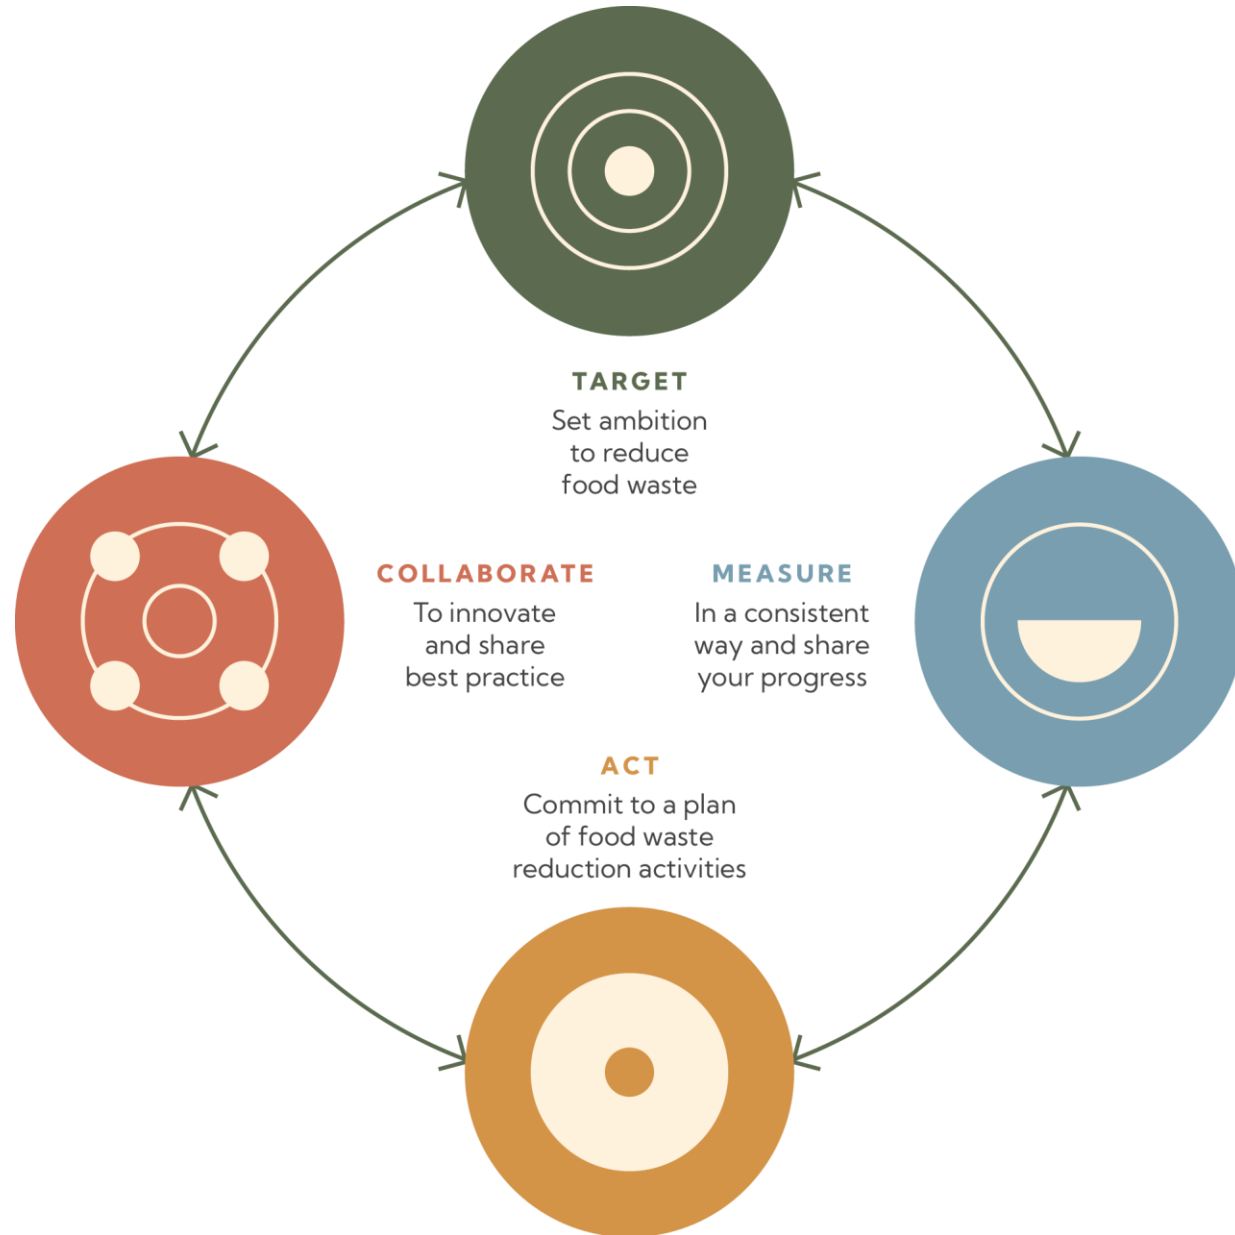 TARGET
Set ambition
to reduce
food waste
COLLABORATE
To innovate
and share
best practice
MEASURE
In a consistent
way and share
your progress
ACT
Commit to a plan
of food waste
reduction activities